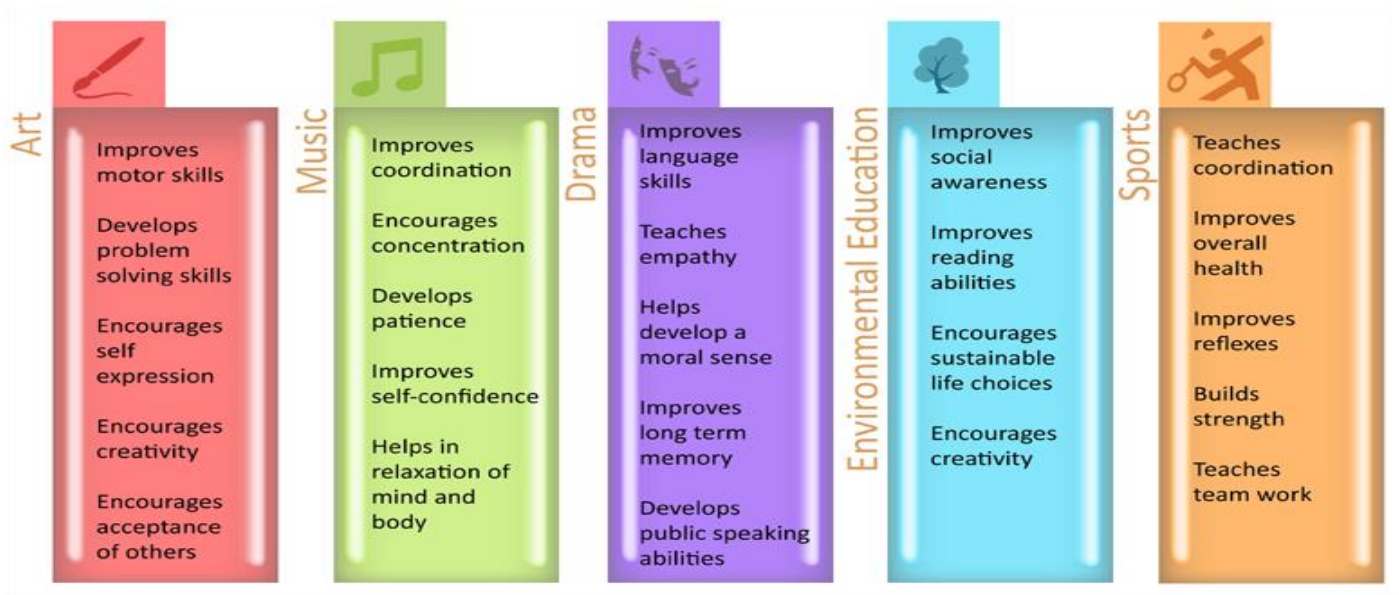 Art
Improves
motor skills
Develops
problem
solving skills
Encourages
self
expression
Encourages
creativity
Encourages
acceptance
of others
Music
Improves
coordination
Encourages
concentration
Develops
patience
Improves
self-confidence
Helps in
relaxation of
mind and
body
Drama
Improves
language
skills
Teaches
empathy
Helps
develop a
moral sense
Improves
long term
memory
Develops
public speaking
abilities
Environmental Education
Improves
social
awareness
Improves
reading
abilities
Encourages
sustainable
life choices
Encourages
creativity
Sports
Teaches
coordination
Improves
overall
health
Improves
reflexes
Builds
strength
Teaches
team work